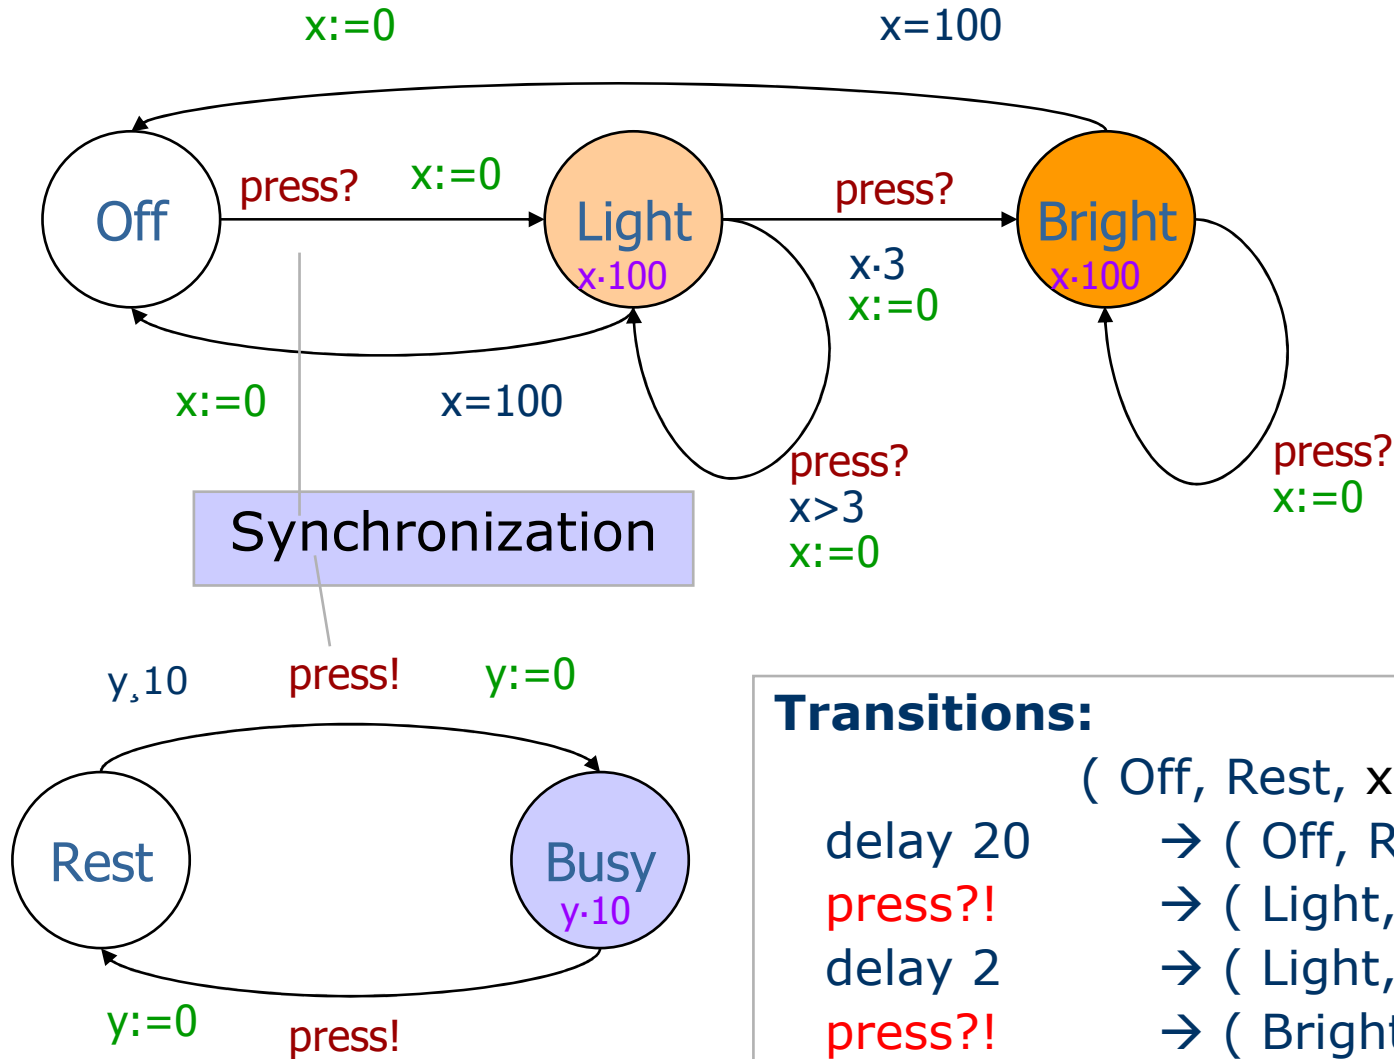 x:=0 x=100
press? x:=0 press?
Off Light Bright
x·100 x·3 x·100
x:=0
x:=0 x=100
press? press?
x>3 x:=0
x:=0
Synchronization
y¸10 press! y:=0
Rest Busy
y·10
y:=0 press!
Transitions:
( Off, Rest, x
delay 20 → ( Off, R
press?! → ( Light,
delay 2 → ( Light,
press?! → ( Bright